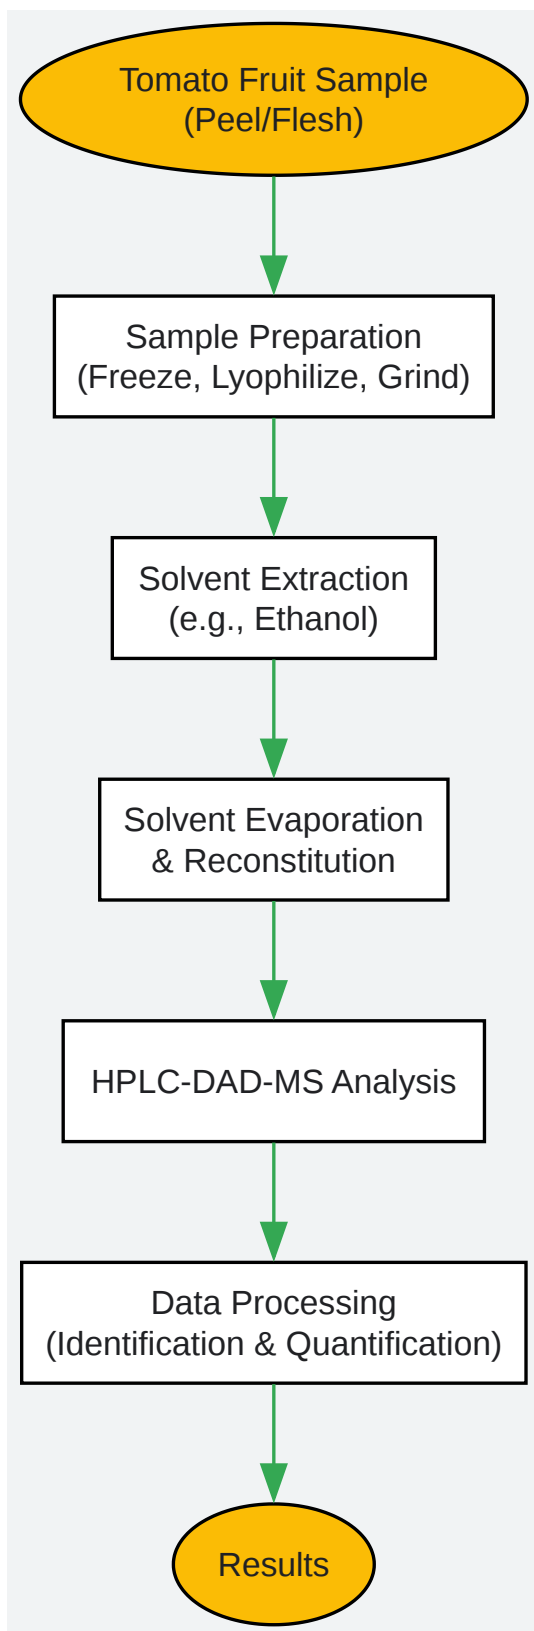 Tomato Fruit Sample
(Peel/Flesh)
Sample Preparation
(Freeze, Lyophilize, Grind)
Solvent Extraction
(e.g., Ethanol)
Solvent Evaporation
& Reconstitution
HPLC-DAD-MS Analysis
Data Processing
(Identification & Quantification)
Results